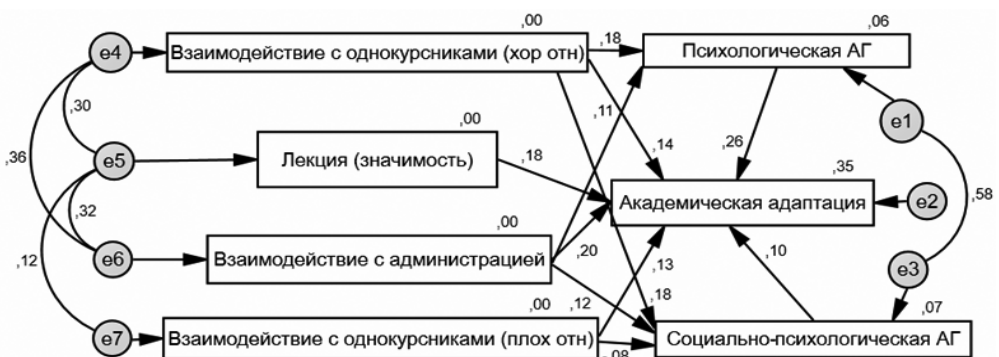 ,00
,06
e4
Взаимодействие с однокурсниками (хор отн)
,18
Психологическая АГ
,30
,00
,11
e1
,36
e5
Лекция (значимость)
,18
,14
,26
,35
Академическая адаптация
e2
,58
,32
,00
e6
Взаимодействие с администрацией
,20
,13
,10
e3
,12
,00
,12
,18
,07
e7
Взаимодействие с однокурсниками (плох отн)
,08
Социально-психологическая АГ